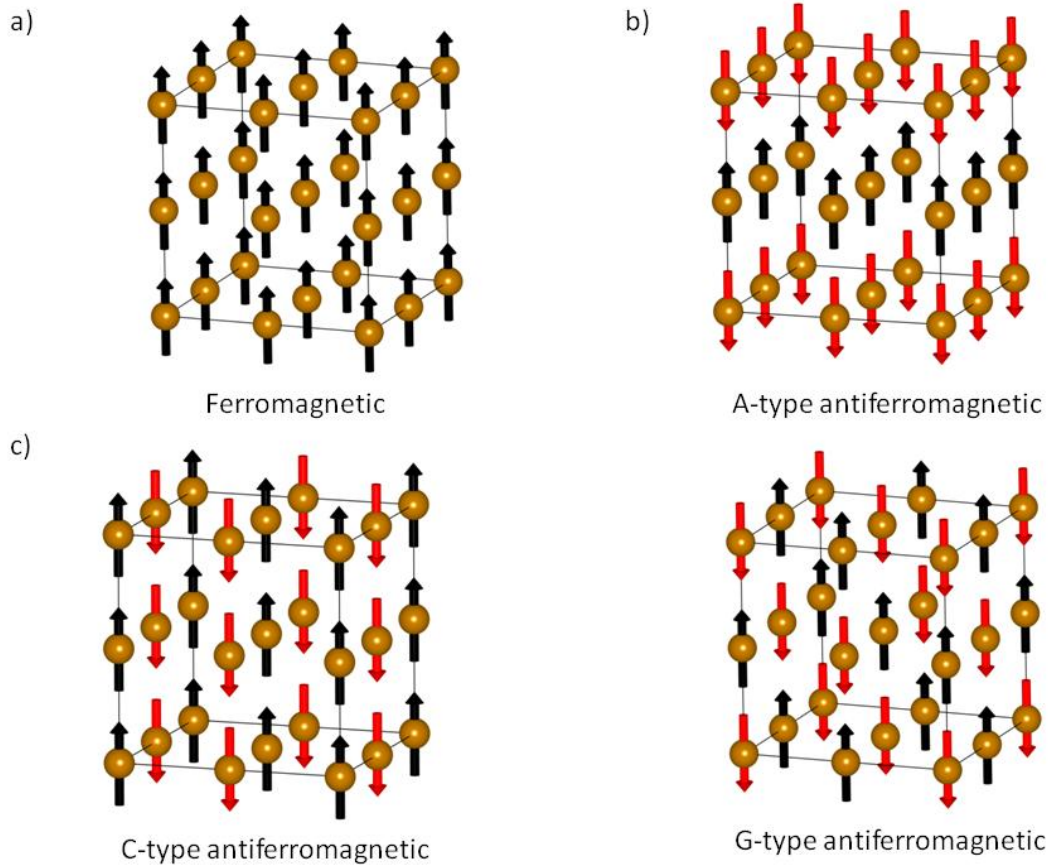 a)
b)
Ferromagnetic
A-type antiferromagnetic
c)
C-type antiferromagnetic
G-type antiferromagnetic